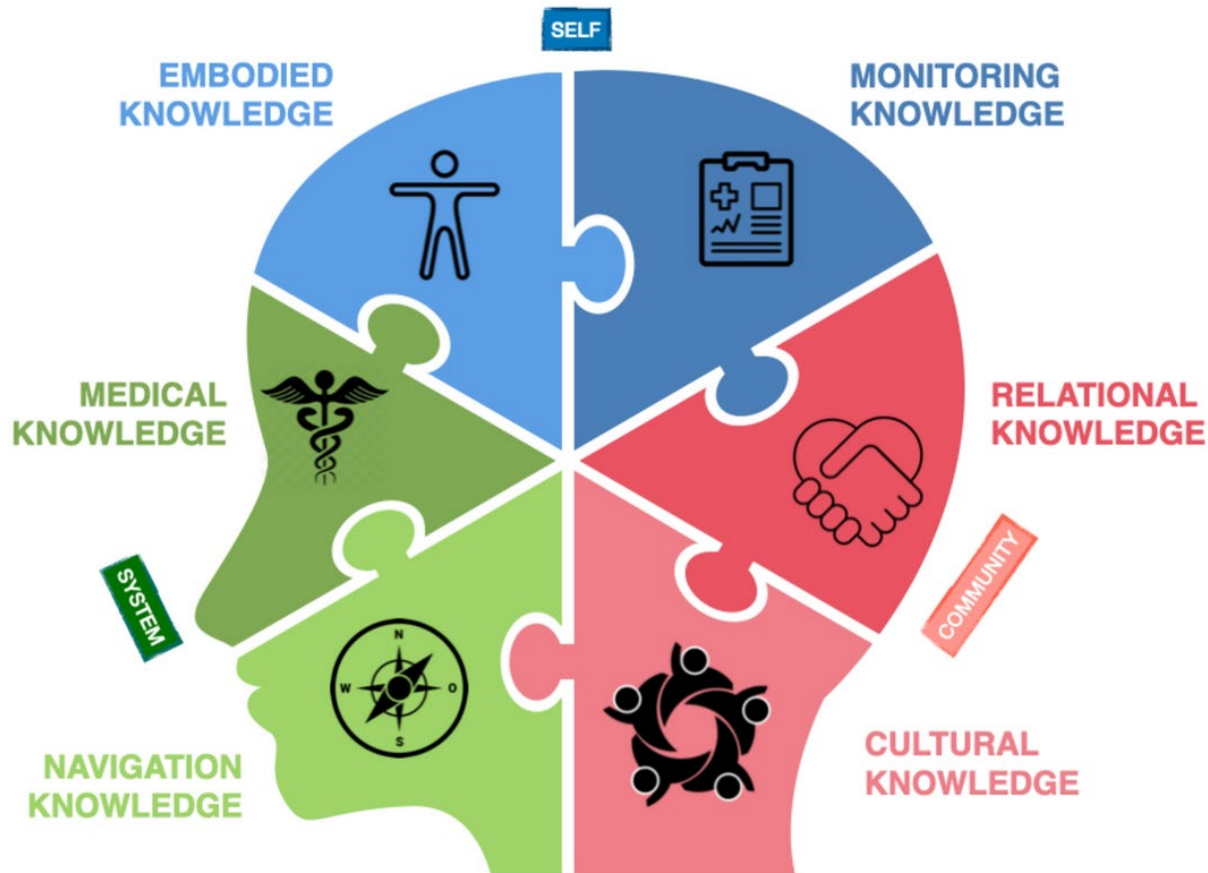 SELF
EMBODIED
KNOWLEDGE
MONITORING
KNOWLEDGE
MEDICAL
KNOWLEDGE
RELATIONAL
KNOWLEDGE
SYSTEM
COMMUNITY
N
W
O
S
NAVIGATION
KNOWLEDGE
CULTURAL
KNOWLEDGE